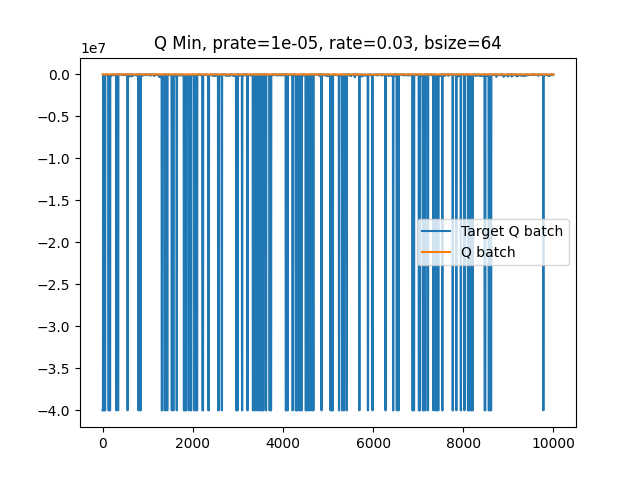 Q Min, prate=1e-05, rate=0.03, bsize=64
1e7
0.0
−0.5
−1.0
−1.5
−2.0
−2.5
−3.0
−3.5
−4.0
Target Q batch
Q batch
0 2000 4000 6000 8000 10000